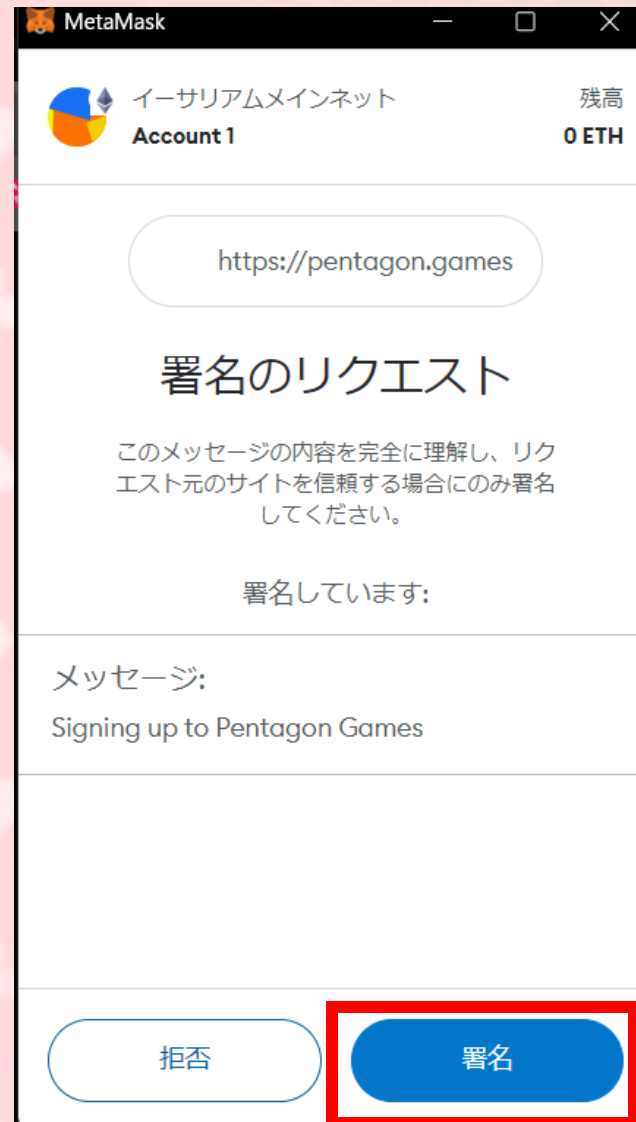 MetaMask
イーサリアムメインネット
残高
Account 1
0 ETH
https://pentagon.games
署名のリクエスト
このメッセージの内容を完全に理解し、リク
エスト元のサイトを信頼する場合にのみ署名
してください。
署名しています:
メッセージ:
Signing up to Pentagon Games
拒否
署名